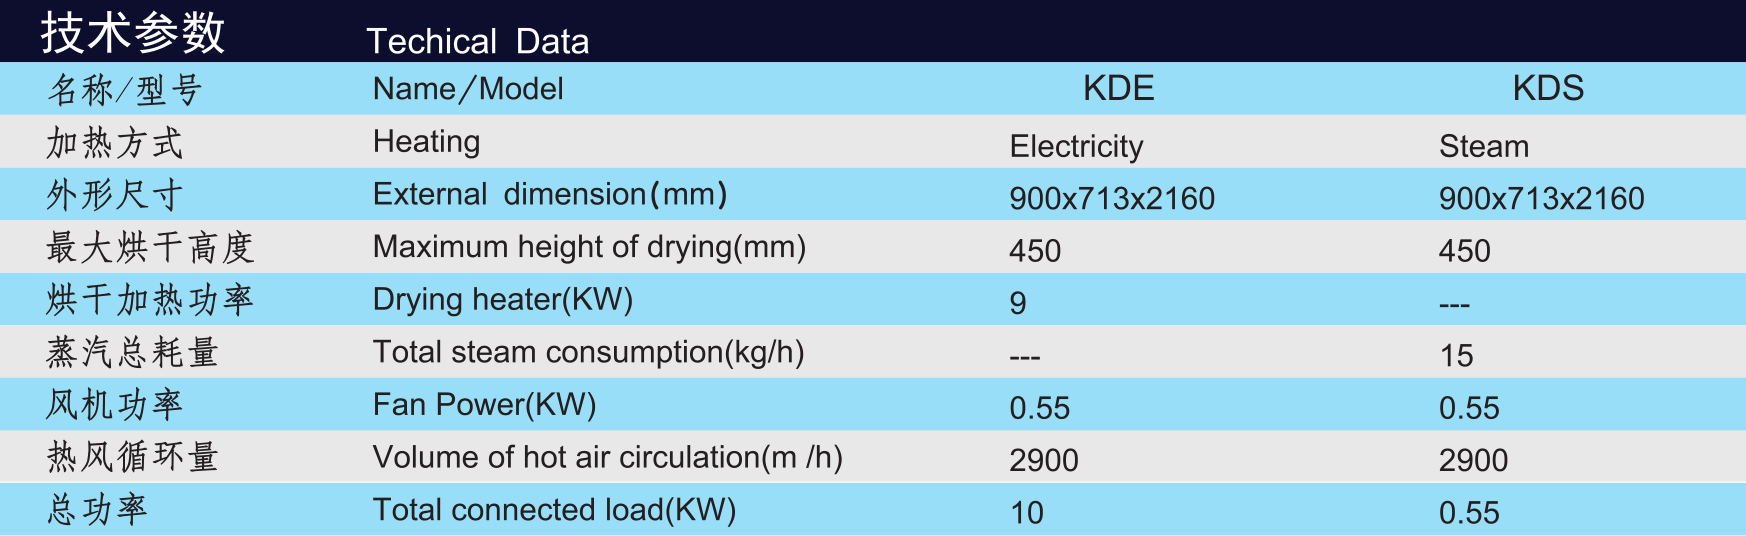 技术参数 Techical Data
名称/型号 Name/Model KDE KDS
加热方式 Heating Electricity Steam
外形尺寸 External dimension(mm) 900x713x2160 900x713x2160
最大烘干高度 Maximum height of drying(mm) 450 450
烘干加热功率 Drying heater(KW) 9 ---
蒸汽总耗量 Total steam consumption(kg/h) --- 15
风机功率 Fan Power(KW) 0.55 0.55
热风循环量 Volume of hot air circulation(m /h) 2900 2900
总功率 Total connected load(KW) 10 0.55